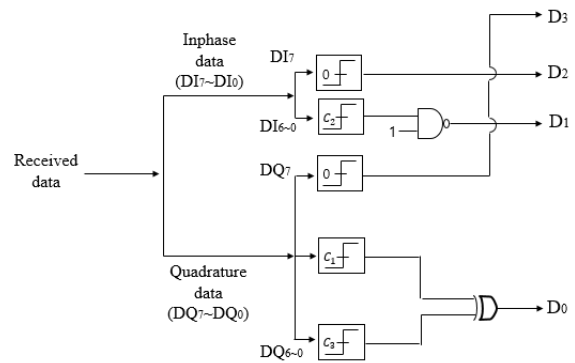 D₃
Inphase
data
(DI₇~DI₀)
DI₇
0
D₂
DI₆~₀
C₂
1
D₁
Received
data
DQ₇
0
Quadrature
data
(DQ₇~DQ₀)
C₁
D₀
DQ₆~₀
C₃